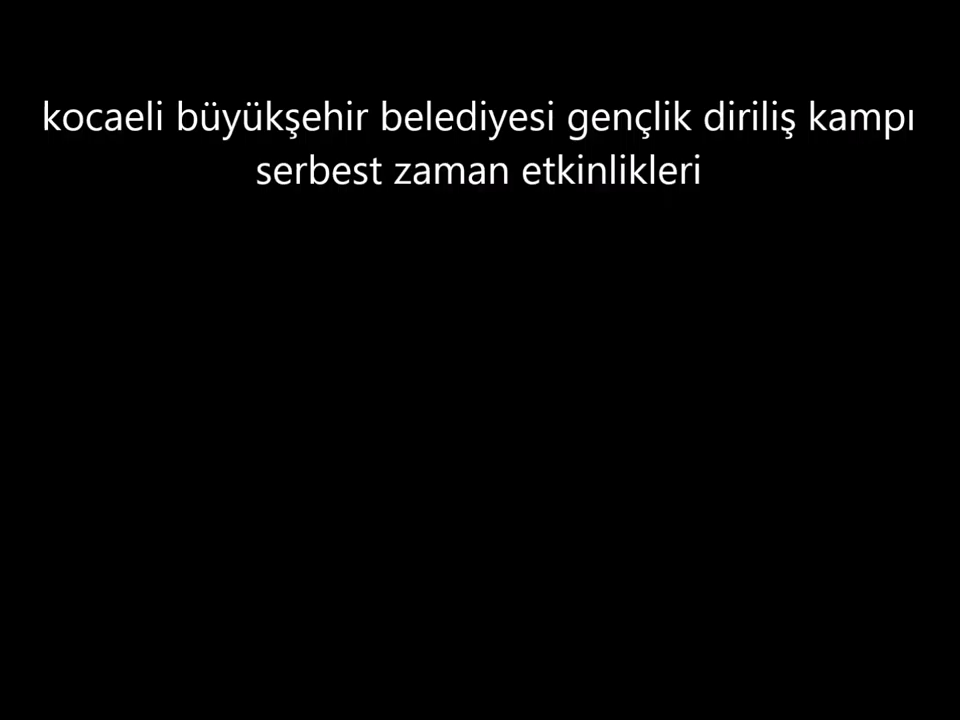 kocaeli büyükşehir belediyesi gençlik diriliş kampı
serbest zaman etkinlikleri